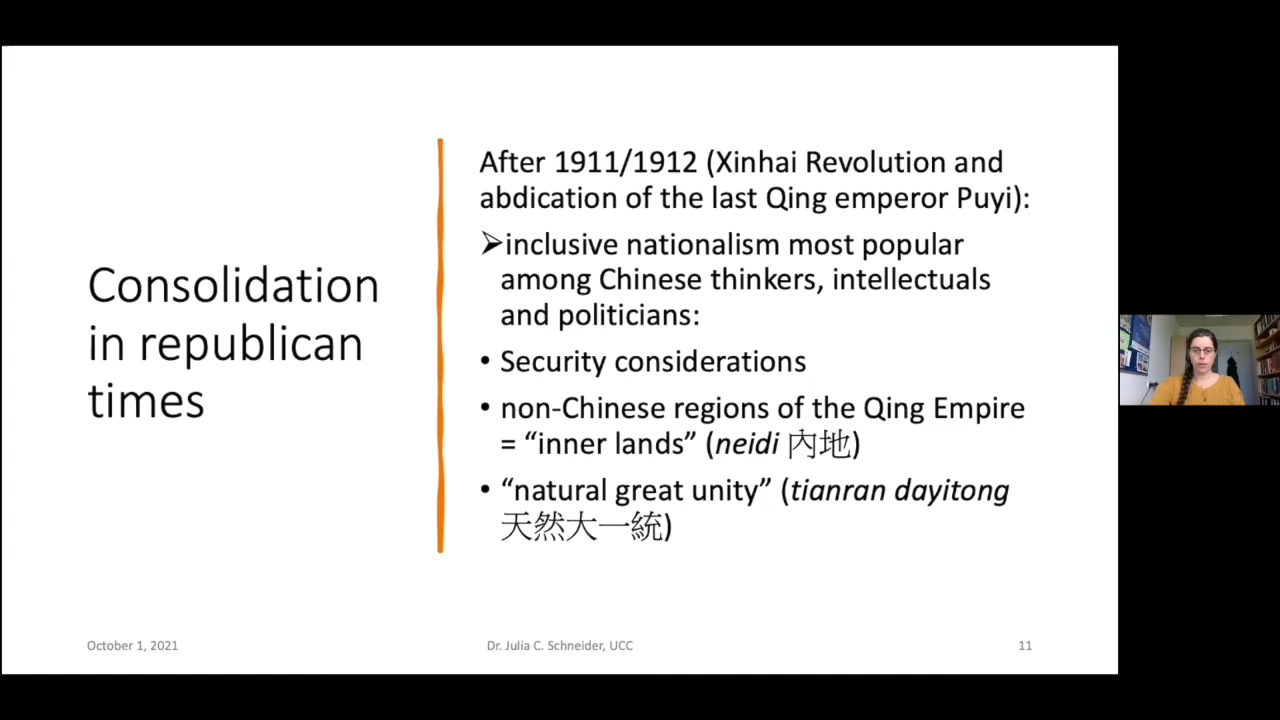 Consolidation
in republican
times
After 1911/1912 (Xinhai Revolution and
abdication of the last Qing emperor Puyi):
➢inclusive nationalism most popular
among Chinese thinkers, intellectuals
and politicians:
• Security considerations
• non-Chinese regions of the Qing Empire
= “inner lands” (neidi 內地)
• “natural great unity” (tianran dayitong
天然大一統)
October 1, 2021
Dr. Julia C. Schneider, UCC
11